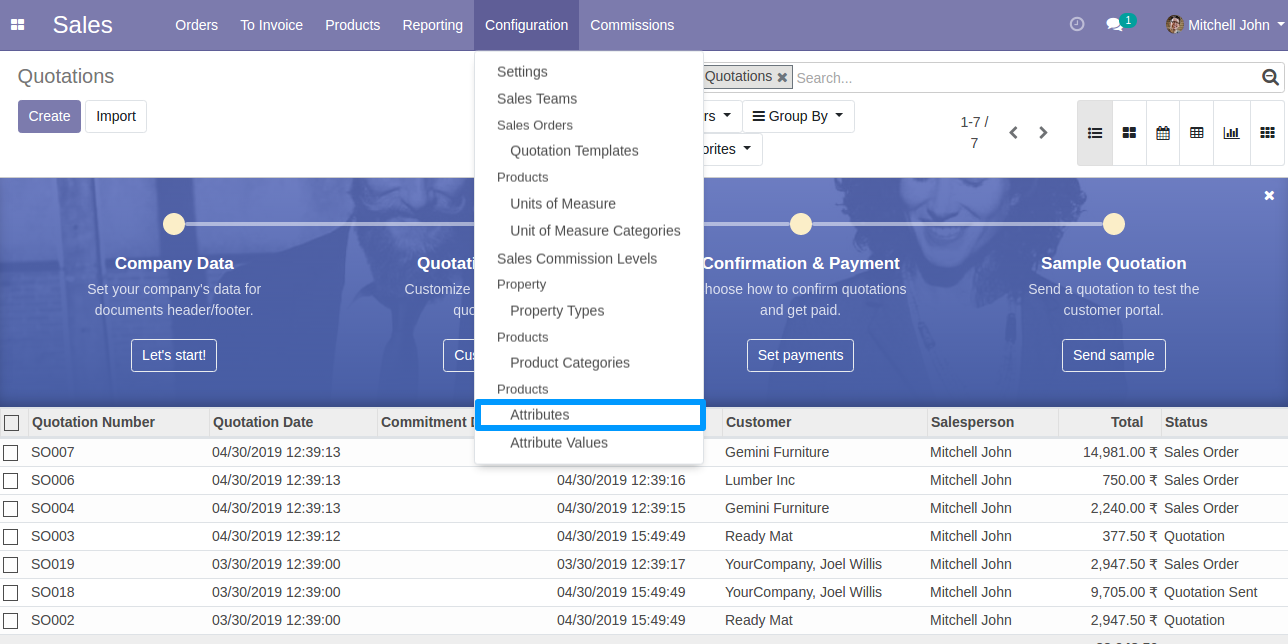 Sales Orders To Invoice Products Reporting Configuration Commissions 1 Mitchell John
Quotations
Create Import
Quotations Search...
Group By
1-7 /
7
Settings
Sales Teams
Sales Orders
Quotation Templates
Products
Units of Measure
Unit of Measure Categories
Sales Commission Levels
Property
Property Types
Products
Product Categories
Products
Attributes
Attribute Values
Company Data
Set your company's data for
documents header/footer.
Let's start!
Customize
Confirmation & Payment
hoose how to confirm quotations
and get paid.
Set payments
Sample Quotation
Send a quotation to test the
customer portal.
Send sample
Quotation Number Quotation Date Commitment D Customer Salesperson Total Status
SO007 04/30/2019 12:39:13 Gemini Furniture Mitchell John 14,981.00 ₹ Sales Order
SO006 04/30/2019 12:39:13 04/30/2019 12:39:16 Lumber Inc Mitchell John 750.00 ₹ Sales Order
SO004 04/30/2019 12:39:13 04/30/2019 12:39:15 Gemini Furniture Mitchell John 2,240.00 ₹ Sales Order
SO003 04/30/2019 12:39:12 04/30/2019 15:49:49 Ready Mat Mitchell John 377.50 ₹ Quotation
SO019 03/30/2019 12:39:00 03/30/2019 12:39:17 YourCompany, Joel Willis Mitchell John 2,947.50 ₹ Sales Order
SO018 03/30/2019 12:39:00 04/30/2019 15:49:49 YourCompany, Joel Willis Mitchell John 9,705.00 ₹ Quotation Sent
SO002 03/30/2019 12:39:00 04/30/2019 15:49:49 Ready Mat Mitchell John 2,947.50 ₹ Quotation